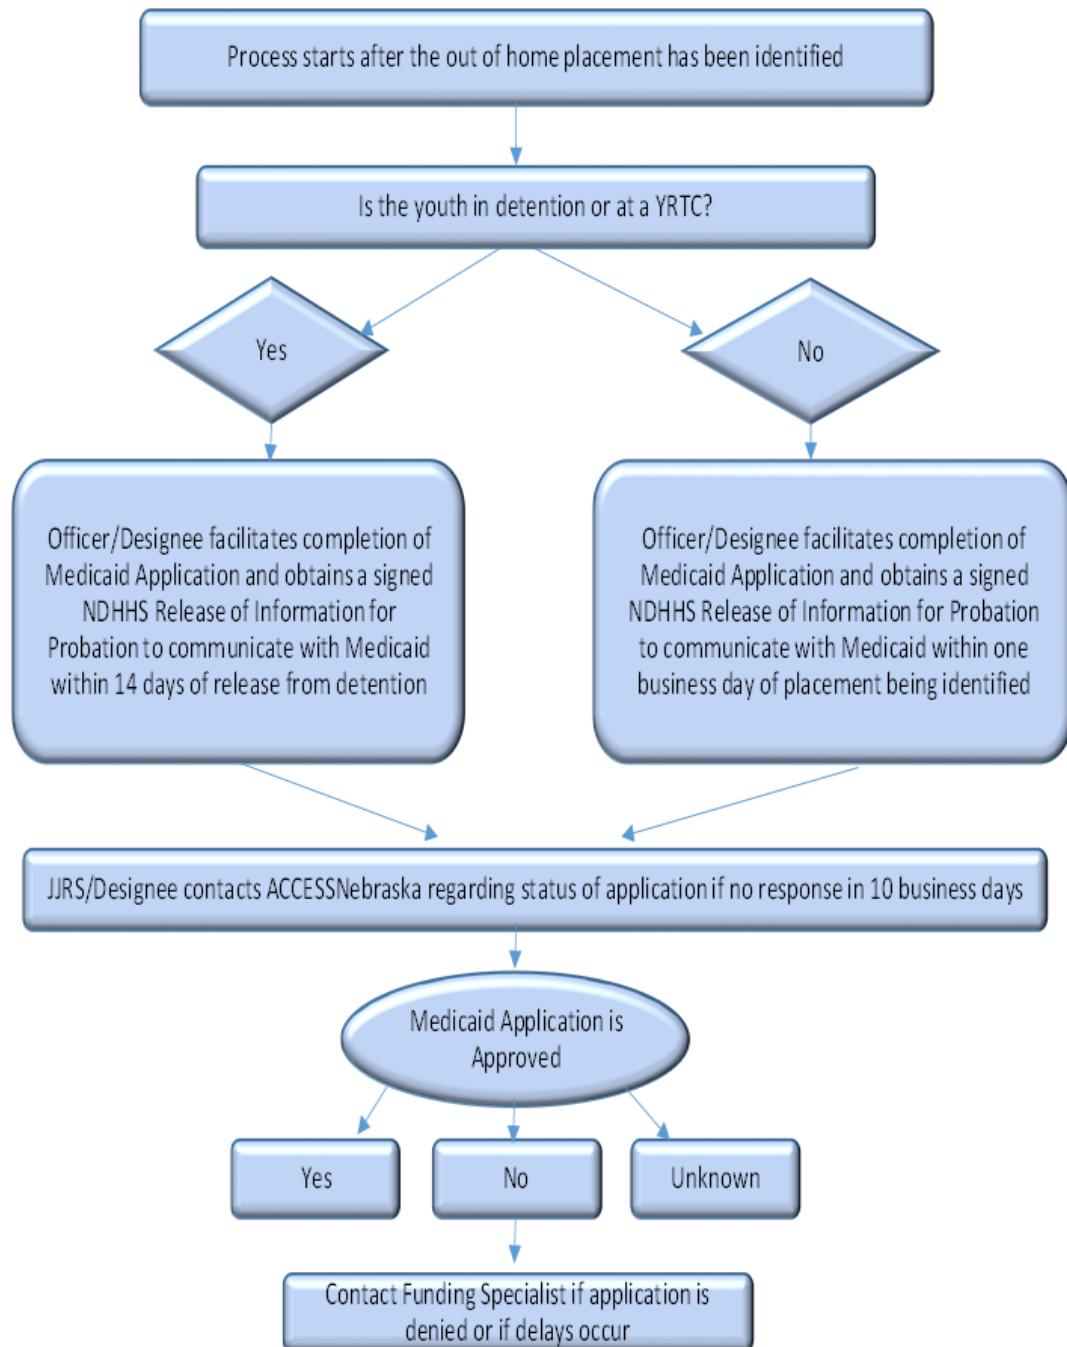 Process starts after the out of home placement has been identified
Is the youth in detention or at a YRTC?
Yes
No
Officer/Designee facilitates completion of
Medicaid Application and obtains a signed
NDHHS Release of Information for
Probation to communicate with Medicaid
within 14 days of release from detention
Officer/Designee facilitates completion of
Medicaid Application and obtains a signed
NDHHS Release of Information for Probation
to communicate with Medicaid within one
business day of placement being identified
JJRS/Designee contacts ACCESSNebraska regarding status of application if no response in 10 business days
Medicaid Application is
Approved
Yes
No
Unknown
Contact Funding Specialist if application is
denied or if delays occur